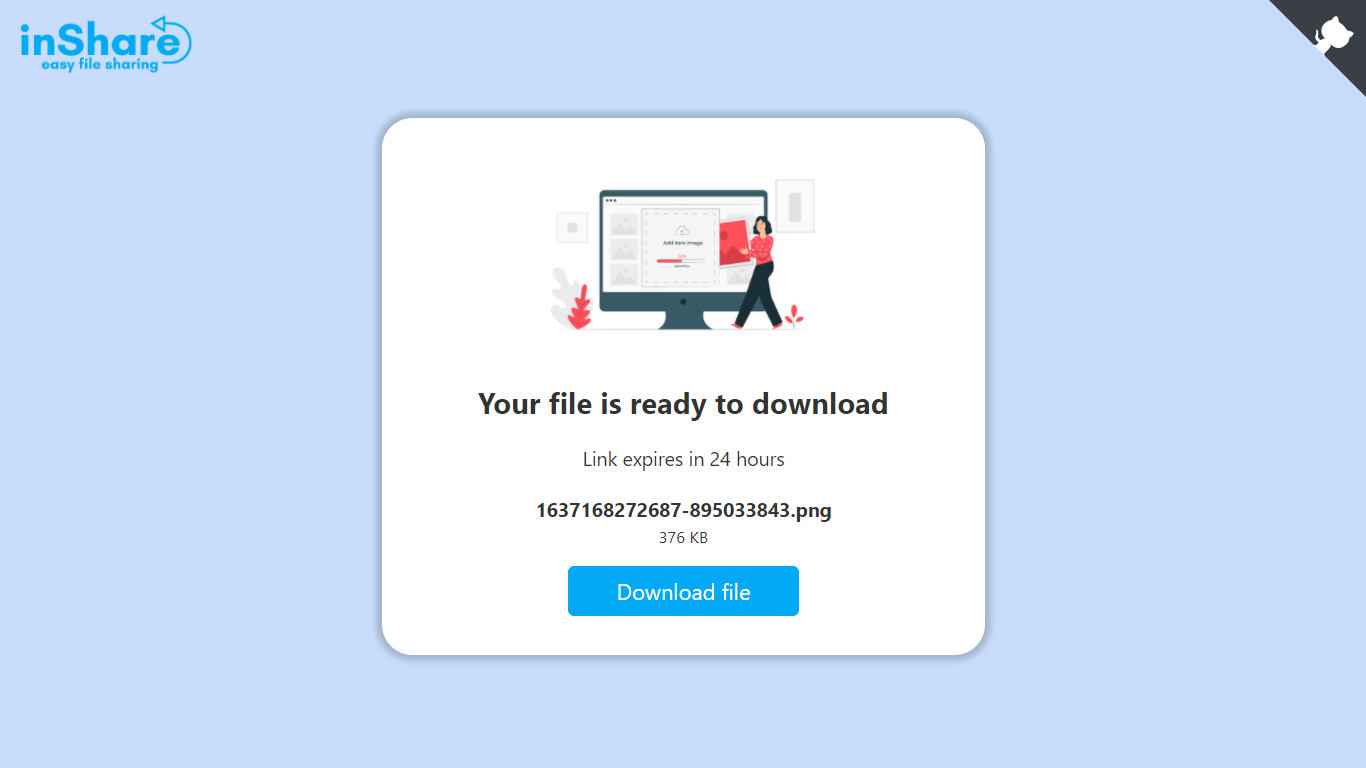 inShare
easy file sharing
Add item image
Your file is ready to download
Link expires in 24 hours
1637168272687-895033843.png
376 KB
Download file